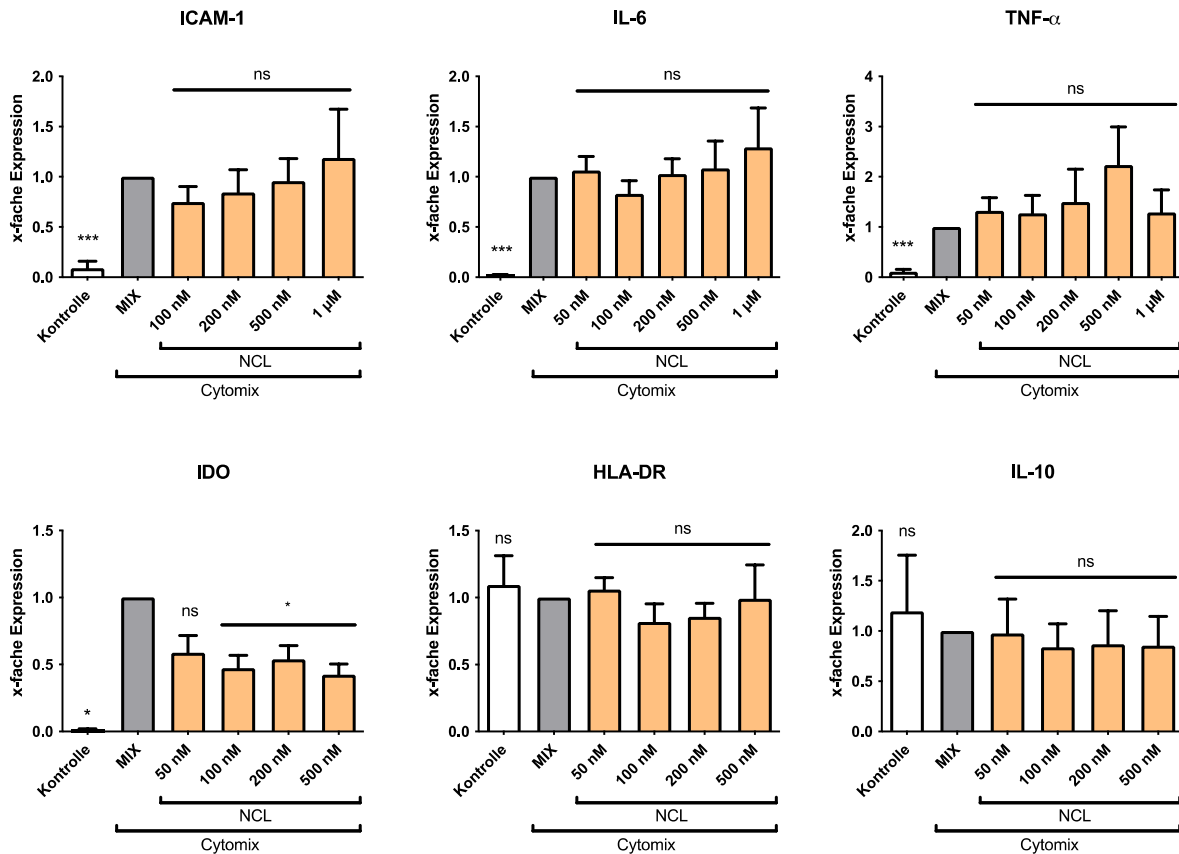 ICAM-1
x-fache Expression
2.0
1.5
1.0
0.5
0.0
***
ns
Kontrolle
MIX
100 nM
200 nM
500 nM
1 µM
NCL
Cytomix
IL-6
x-fache Expression
2.0
1.5
1.0
0.5
0.0
***
ns
Kontrolle
MIX
50 nM
100 nM
200 nM
500 nM
1 µM
NCL
Cytomix
TNF-α
x-fache Expression
4
3
2
1
0
***
ns
Kontrolle
MIX
50 nM
100 nM
200 nM
500 nM
1 µM
NCL
Cytomix
IDO
x-fache Expression
1.5
1.0
0.5
0.0
*
ns
*
Kontrolle
MIX
50 nM
100 nM
200 nM
500 nM
NCL
Cytomix
HLA-DR
x-fache Expression
1.5
1.0
0.5
0.0
ns
ns
Kontrolle
MIX
50 nM
100 nM
200 nM
500 nM
NCL
Cytomix
IL-10
x-fache Expression
2.0
1.5
1.0
0.5
0.0
ns
ns
Kontrolle
MIX
50 nM
100 nM
200 nM
500 nM
NCL
Cytomix